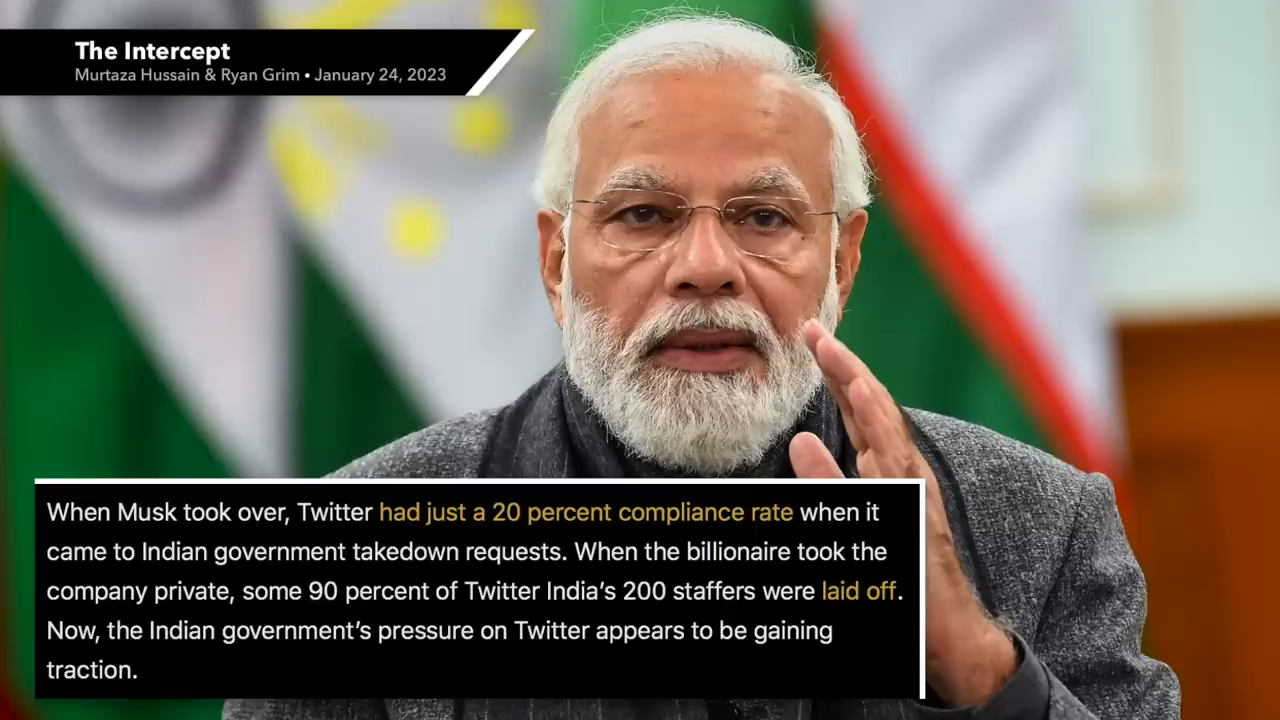 The Intercept
Murtaza Hussain & Ryan Grim • January 24, 2023
When Musk took over, Twitter had just a 20 percent compliance rate when it
came to Indian government takedown requests. When the billionaire took the
company private, some 90 percent of Twitter India’s 200 staffers were laid off.
Now, the Indian government’s pressure on Twitter appears to be gaining
traction.